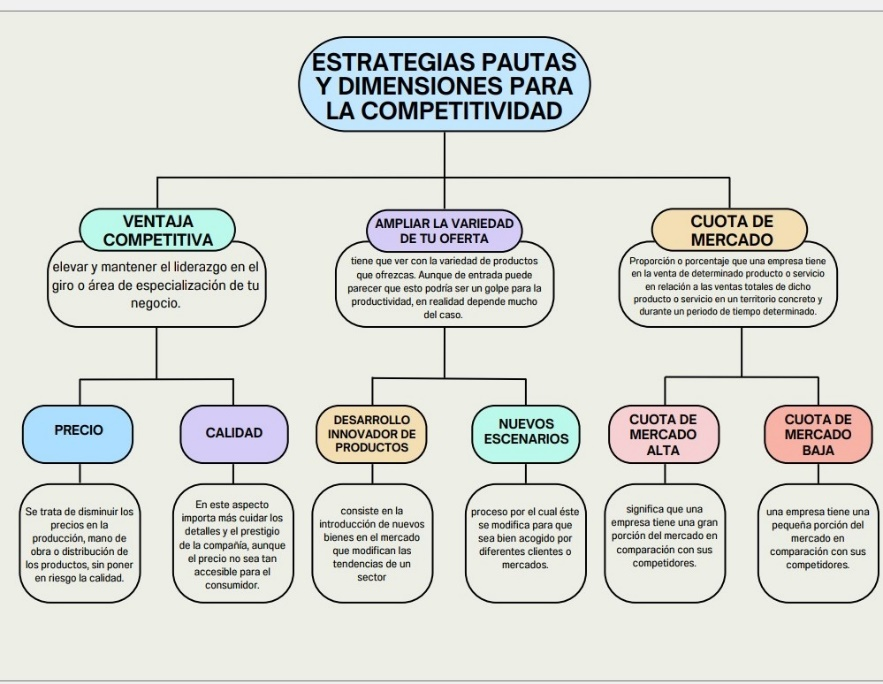 ESTRATEGIAS PAUTAS
Y DIMENSIONES PARA
LA COMPETITIVIDAD
VENTAJA
COMPETITIVA
elevar y mantener el liderazgo en el
giro o área de especialización de tu
negocio.
AMPLIAR LA VARIEDAD
DE TU OFERTA
tiene que ver con la variedad de productos
que ofrezcas. Aunque de entrada puede
parecer que esto podría ser un golpe para la
productividad, en realidad depende mucho
del caso.
CUOTA DE
MERCADO
Proporción o porcentaje que una empresa tiene
en la venta de determinado producto o servicio
en relación a las ventas totales de dicho
producto o servicio en un territorio concreto y
durante un periodo de tiempo determinado.
PRECIO
Se trata de disminuir los
precios en la
producción, mano de
obra o distribución de
los productos, sin poner
en riesgo la calidad.
CALIDAD
En este aspecto
importa más cuidar los
detalles y el prestigio
de la compañía, aunque
el precio no sea tan
accesible para el
consumidor.
DESARROLLO
INNOVADOR DE
PRODUCTOS
consiste en la
introducción de nuevos
bienes en el mercado
que modifican las
tendencias de un
sector
NUEVOS
ESCENARIOS
proceso por el cual éste
se modifica para que
sea bien acogido por
diferentes clientes o
mercados.
CUOTA DE
MERCADO
ALTA
significa que una
empresa tiene una gran
porción del mercado en
comparación con sus
competidores.
CUOTA DE
MERCADO
BAJA
una empresa tiene una
pequeña porción del
mercado en
comparación con sus
competidores.